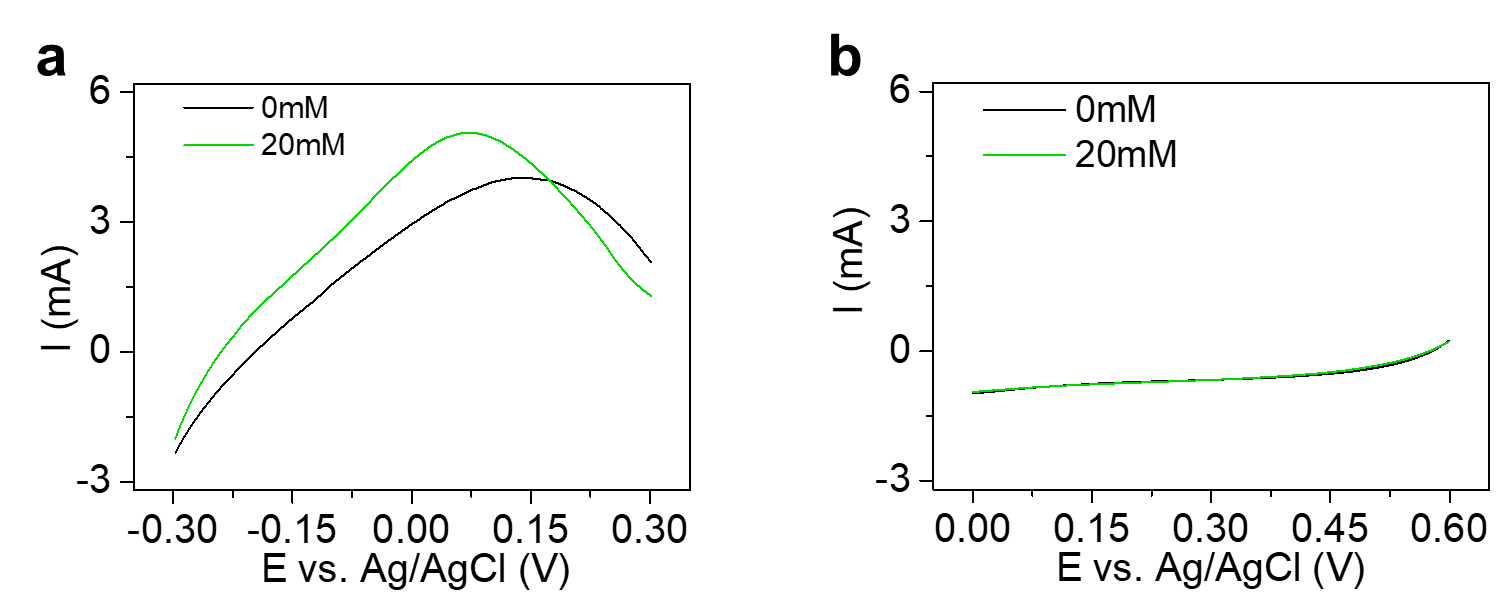 a
6
3
0
-3
I (mA)
0mM
20mM
-0.30 -0.15 0.00 0.15 0.30
E vs. Ag/AgCl (V)
b
6
3
0
-3
I (mA)
0mM
20mM
0.00 0.15 0.30 0.45 0.60
E vs. Ag/AgCl (V)